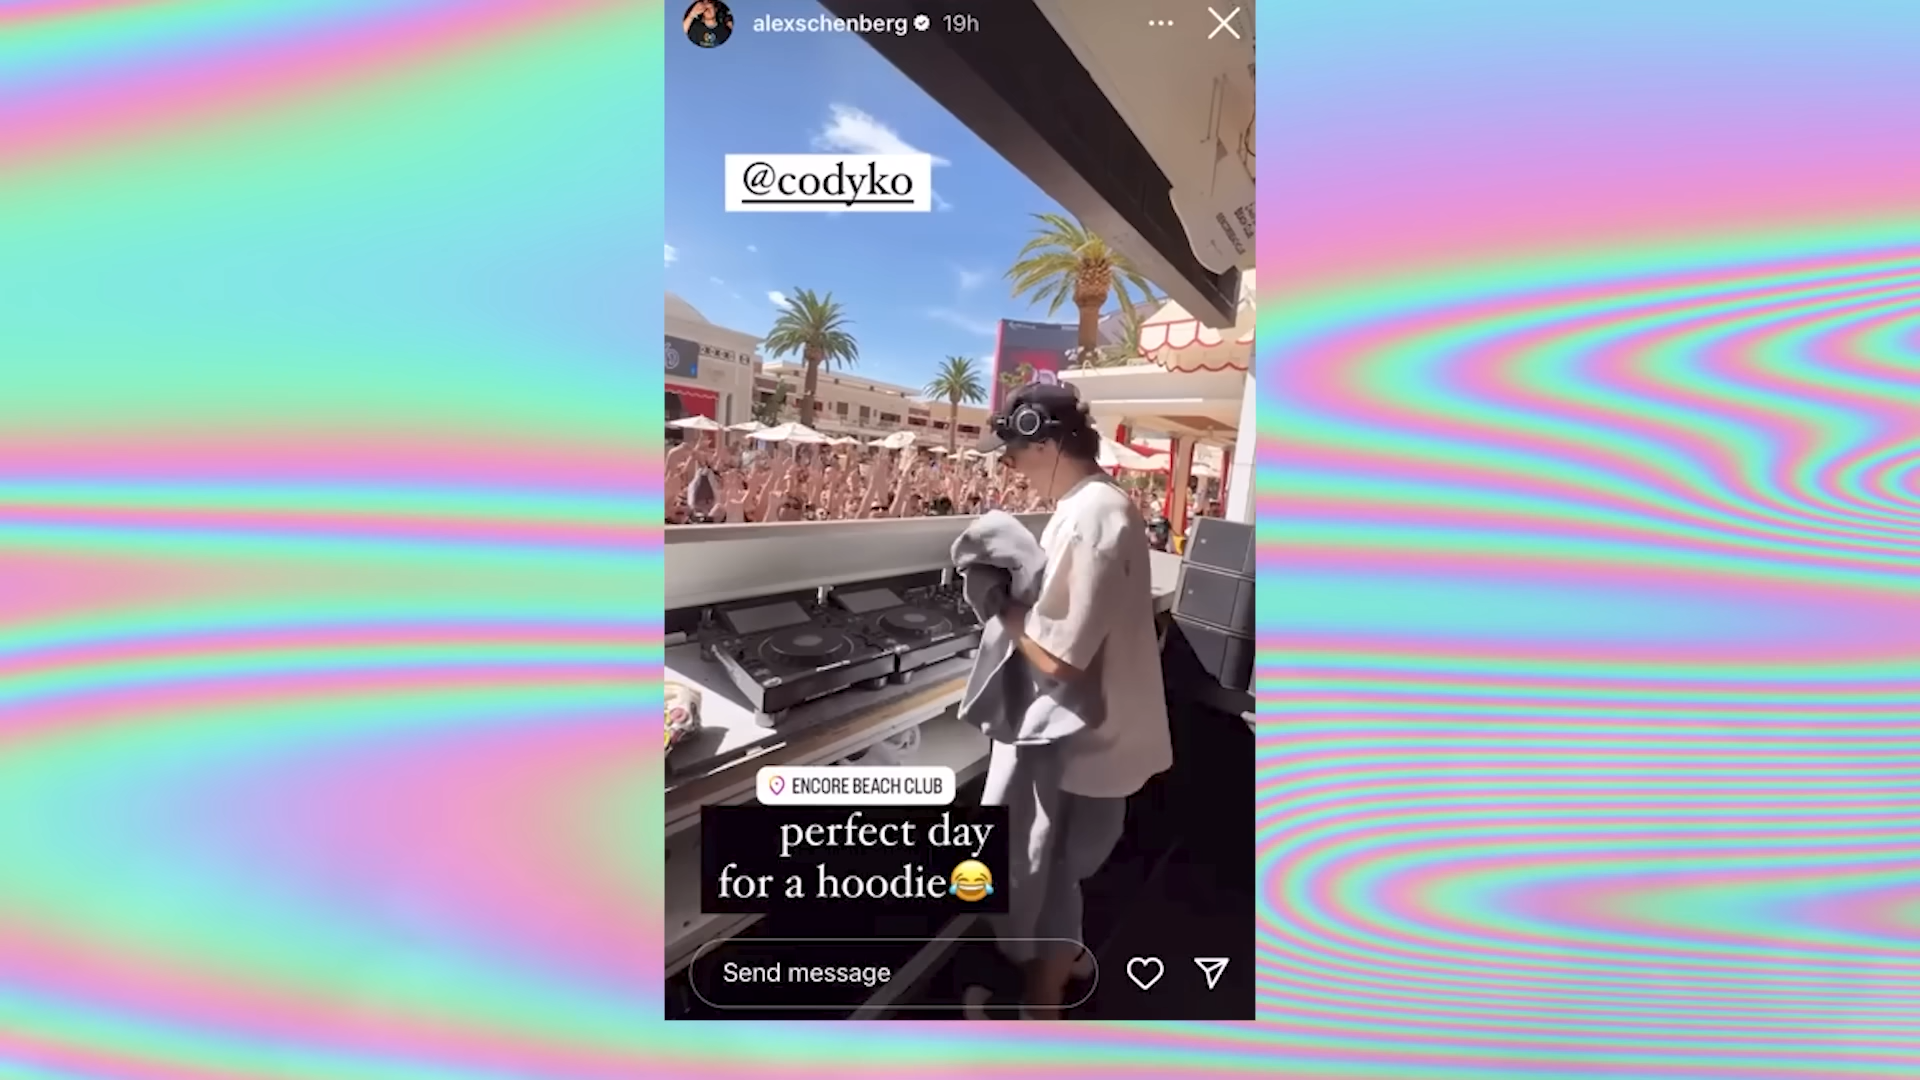 alexschenberg 19h
@codyko
ENCORE BEACH CLUB
perfect day
for a hoodie😂
Send message